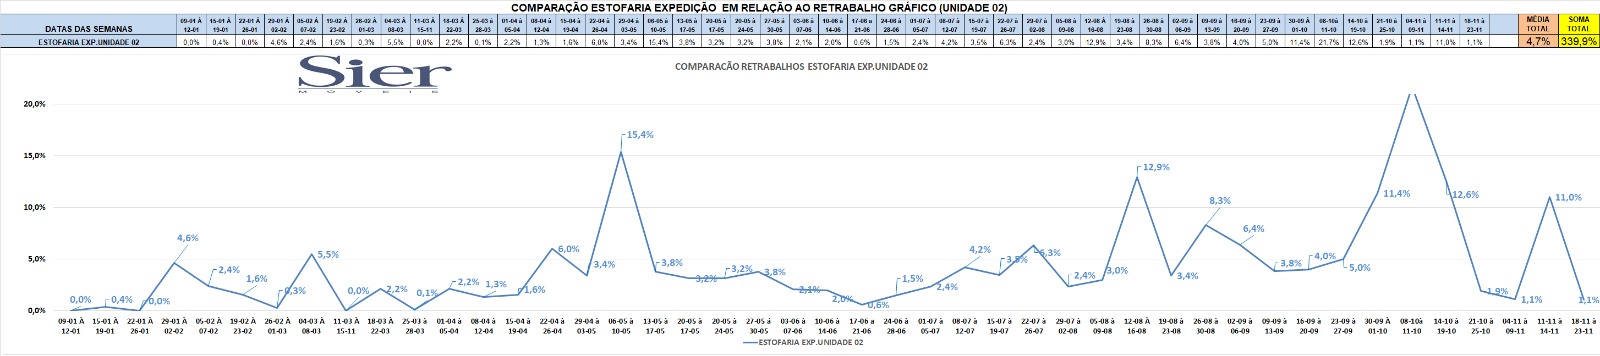 COMPARAÇÃO ESTOFARIA EXPEDIÇÃO EM RELAÇÃO AO RETRABALHO GRÁFICO (UNIDADE 02)
DATAS DAS SEMANAS 09-01 À 12-01 15-01 À 19-01 22-01 À 26-01 29-01 À 02-02 05-02 À 07-02 19-02 À 23-02 26-02 À 01-03 04-03 À 08-03 11-03 À 15-11 18-03 à 22-03 25-03 à 28-03 01-04 à 05-04 08-04 à 12-04 15-04 à 19-04 22-04 à 26-04 29-04 à 03-05 06-05 à 10-05 13-05 à 17-05 20-05 à 24-05 27-05 à 30-05 03-06 à 07-06 10-06 à 14-06 17-06 à 21-06 24-06 à 28-06 01-07 à 05-07 08-07 à 12-07 15-07 à 19-07 22-07 à 26-07 29-07 à 02-08 05-08 à 09-08 12-08 À 16-08 19-08 à 23-08 26-08 à 30-08 02-09 à 06-09 09-09 à 13-09 16-09 à 20-09 23-09 à 27-09 30-09 À 01-10 08-10à 11-10 14-10 à 19-10 21-10 à 25-10 04-11 à 09-11 11-11 à 14-11 18-11 à 23-11 MÉDIA TOTAL SOMA TOTAL
ESTOFARIA EXP.UNIDADE 02 0,0% 0,4% 0,0% 4,6% 2,4% 1,6% 0,3% 5,5% 0,0% 2,2% 0,1% 2,2% 1,3% 1,6% 6,0% 3,4% 15,4% 3,8% 3,2% 3,2% 3,8% 2,1% 2,0% 0,6% 1,5% 2,4% 4,2% 3,5% 6,3% 2,4% 3,0% 12,9% 3,4% 8,3% 6,4% 3,8% 4,0% 5,0% 11,4% 21,7% 12,6% 1,9% 1,1% 11,0% 1,1% 4,7% 339,9%
Sier
MÓVEIS
COMPARAÇÃO RETRABALHOS ESTOFARIA EXP.UNIDADE 02
20,0%
15,0%
10,0%
5,0%
0,0%
0,0% 0,4% 0,0% 4,6% 2,4% 1,6% 0,3% 5,5% 0,0% 2,2% 0,1% 2,2% 1,3% 1,6% 6,0% 3,4% 15,4% 3,8% 3,2% 3,2% 3,8% 2,1% 2,0% 0,6% 1,5% 2,4% 4,2% 3,5% 6,3% 2,4% 3,0% 12,9% 3,4% 8,3% 6,4% 3,8% 4,0% 5,0% 11,4% 12,6% 1,9% 1,1% 11,0% 1,1%
09-01 À 15-01 À 22-01 À 29-01 À 05-02 À 19-02 À 26-02 À 04-03 À 11-03 À 18-03 à 25-03 à 01-04 à 08-04 à 15-04 à 22-04 à 29-04 à 06-05 à 13-05 à 20-05 à 20-05 à 27-05 à 03-06 à 10-06 à 17-06 à 24-06 à 01-07 à 08-07 à 15-07 à 22-07 à 29-07 à 05-08 à 12-08 À 19-08 à 26-08 à 02-09 à 09-09 à 16-09 à 23-09 à 30-09 À 08-10à 14-10 à 21-10 à 04-11 à 11-11 à 18-11 à
12-01 19-01 26-01 02-02 07-02 23-02 01-03 08-03 15-11 22-03 28-03 05-04 12-04 19-04 26-04 03-05 10-05 17-05 24-05 24-05 30-05 07-06 14-06 21-06 28-06 05-07 12-07 19-07 26-07 02-08 09-08 16-08 23-08 30-08 06-09 13-09 20-09 27-09 01-10 11-10 19-10 25-10 09-11 14-11 23-11
ESTOFARIA EXP.UNIDADE 02